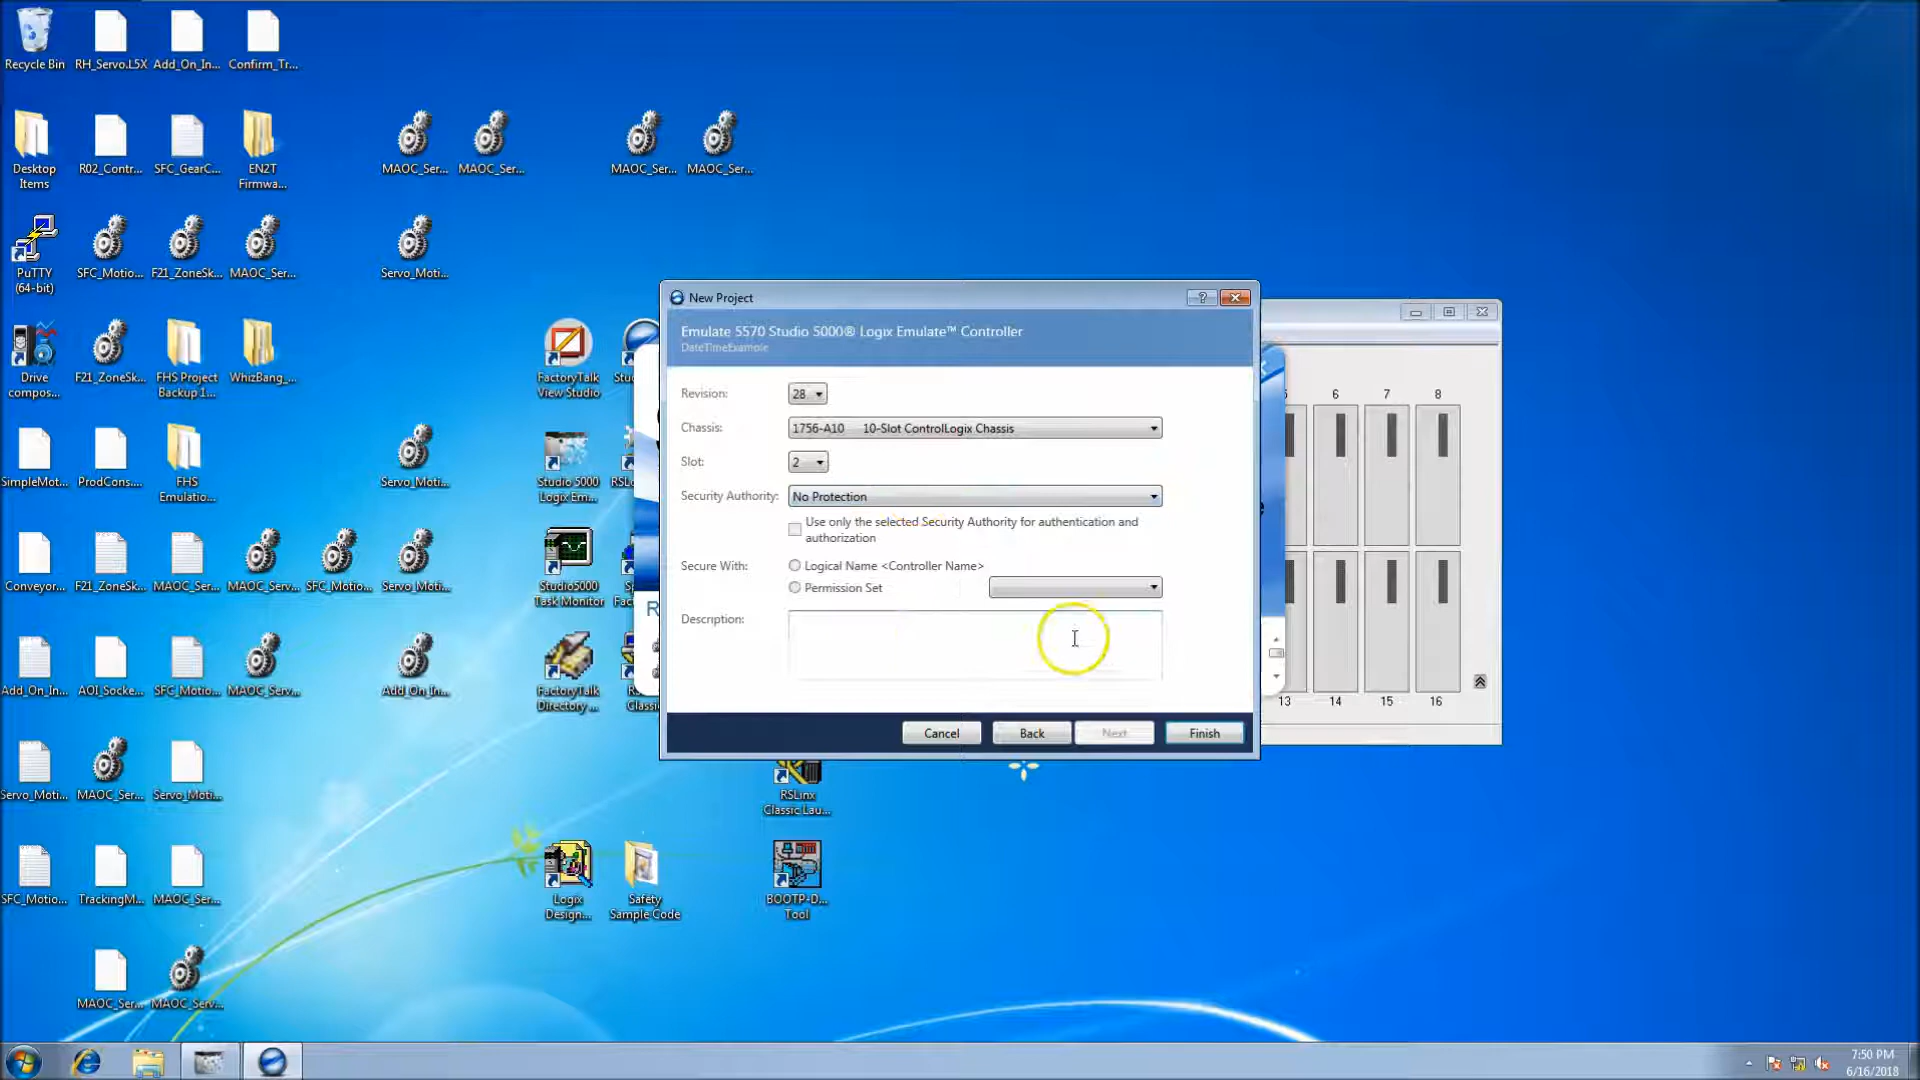 Recycle Bin
RH_Servo.L5X
Add_On_In...
Confirm_Tr...
Desktop
Items
R02_Contr...
SFC_GearC...
EN2T
Firmwa...
MAOC_Ser...
MAOC_Ser...
MAOC_Ser...
MAOC_Ser...
PuTTY
(64-bit)
SFC_Motio...
F21_ZoneSk...
MAOC_Ser...
Servo_Moti...
New Project
Emulate 5570 Studio 5000® Logix Emulate™ Controller
DateTimeExample
Drive
compos...
F21_ZoneSk...
FHS Project
Backup 1...
WhizBang_...
FactoryTalk
View Studio
Revision:
28
6
7
8
Chassis:
1756-A10 10-Slot ControlLogix Chassis
Slot:
2
SimpleMot...
ProdCons....
FHS
Emulatio...
Servo_Moti...
Studio 5000
Logix Em...
Security Authority:
No Protection
Use only the selected Security Authority for authentication and
authorization
Secure With:
Logical Name <Controller Name>
Permission Set
Conveyor...
F21_ZoneSk...
MAOC_Ser...
MAOC_Serv...
SFC_Motio...
Servo_Moti...
Studio5000
Task Monitor
Description:
Add_On_In...
AOI_Socke...
SFC_Motio...
MAOC_Serv...
Add_On_In...
FactoryTalk
Directory ...
Classic
13
14
15
16
Cancel
Back
Next
Finish
Servo_Moti...
MAOC_Ser...
Servo_Moti...
RSLinx
Classic Lau...
SFC_Motio...
TrackingM...
MAOC_Ser...
Logix
Design...
Safety
Sample Code
BOOTP-D...
Tool
MAOC_Ser...
MAOC_Serv...
7:50 PM
6/16/2018